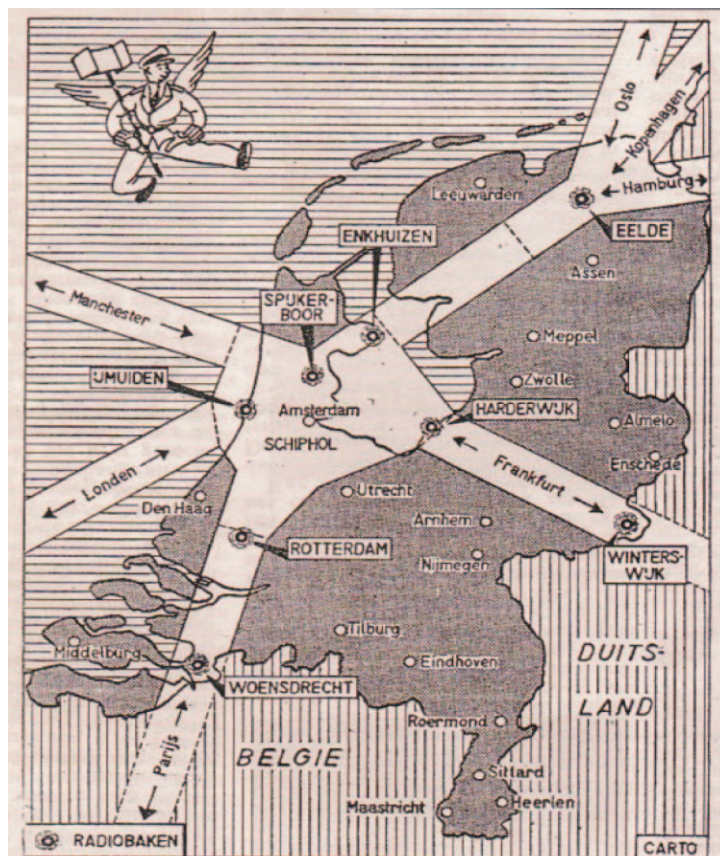 Oslo
Kopenhagen
Hamburg
Leeuwarden
EELDE
ENKHUIZEN
Assen
SPIJKER-
BOOR
Manchester
Meppel
IJMUIDEN
Zwolle
Amsterdam
HARDERWIJK
Almelo
SCHIPHOL
Enschede
Londen
Frankfurt
Utrecht
Den Haag
Arnhem
ROTTERDAM
Nijmegen
WINTERS-
WIJK
Tilburg
Middelburg
Eindhoven
DUITS-
LAND
WOENSDRECHT
Roermond
Parijs
BELGIE
Sittard
Maastricht
Heerlen
RADIOBAKEN
CARTO